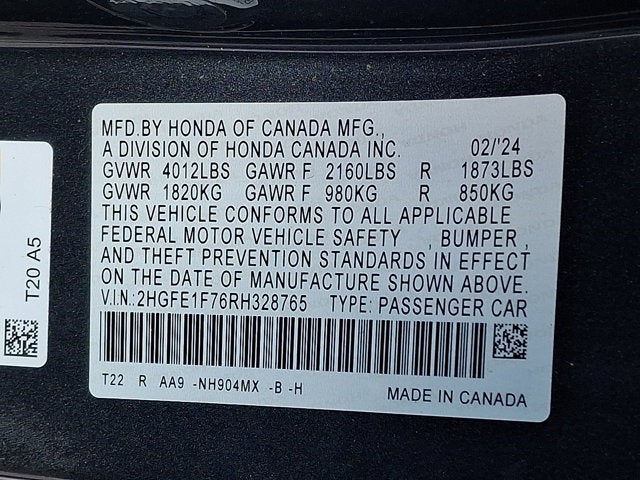 MFD.BY HONDA OF CANADA MFG.,
A DIVISION OF HONDA CANADA INC. 02/'24
GVWR 4012LBS GAWR F 2160LBS R 1873LBS
GVWR 1820KG GAWR F 980KG R 850KG
THIS VEHICLE CONFORMS TO ALL APPLICABLE
FEDERAL MOTOR VEHICLE SAFETY , BUMPER ,
AND THEFT PREVENTION STANDARDS IN EFFECT
ON THE DATE OF MANUFACTURE SHOWN ABOVE.
V.I.N.: 2HGFE1F76RH328765 TYPE: PASSENGER CAR
T22 R AA9 -NH904MX -B -H
MADE IN CANADA
T20 A5